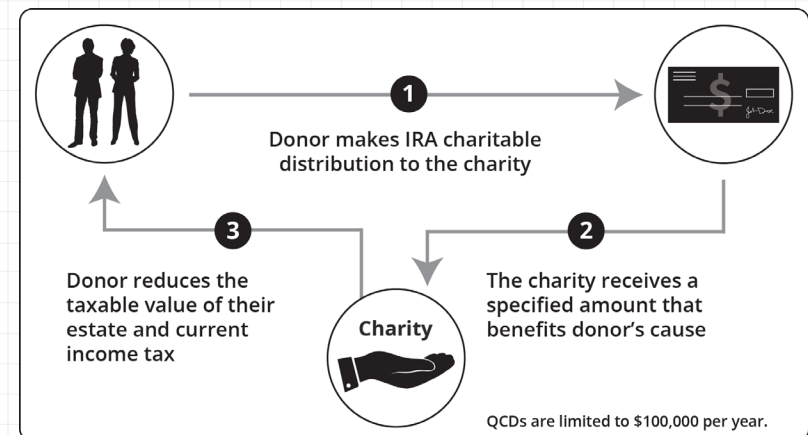 1
Donor makes IRA charitable
distribution to the charity
$
3
2
Donor reduces the
taxable value of their
estate and current
income tax
Charity
The charity receives a
specified amount that
benefits donor's cause
QCDs are limited to $100,000 per year.